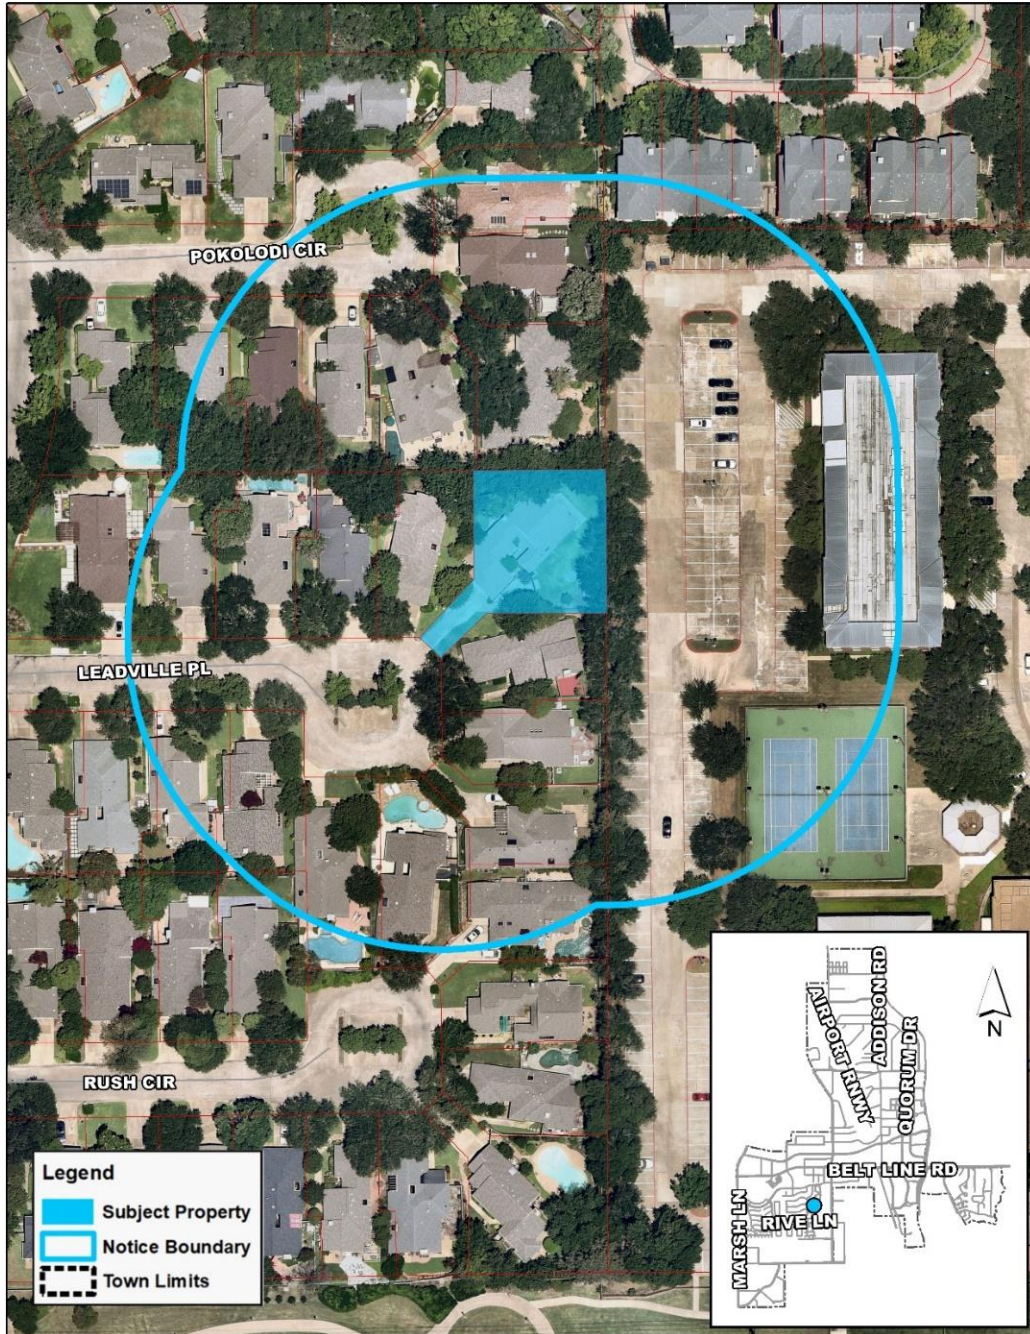 POKOLODI CIR
LEADVILLE PL
RUSH CIR
Legend
Subject Property
Notice Boundary
Town Limits
AIRPORT RNWY
ADDISON RD
QUORUM DR
N
BELT LINE RD
MARSH LN
RIVE LN